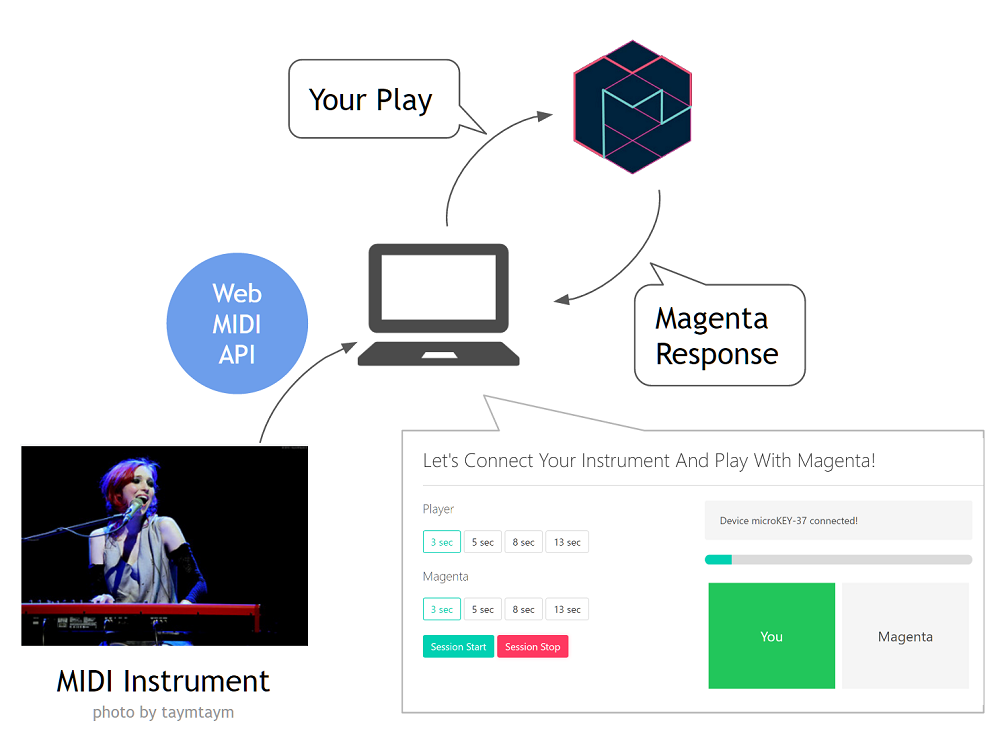 Your Play
Web
MIDI
API
Magenta
Response
MIDI Instrument
photo by taymtaym
Let's Connect Your Instrument And Play With Magenta!
Player
3 sec 5 sec 8 sec 13 sec
Magenta
3 sec 5 sec 8 sec 13 sec
Session Start Session Stop
Device microKEY-37 connected!
You Magenta